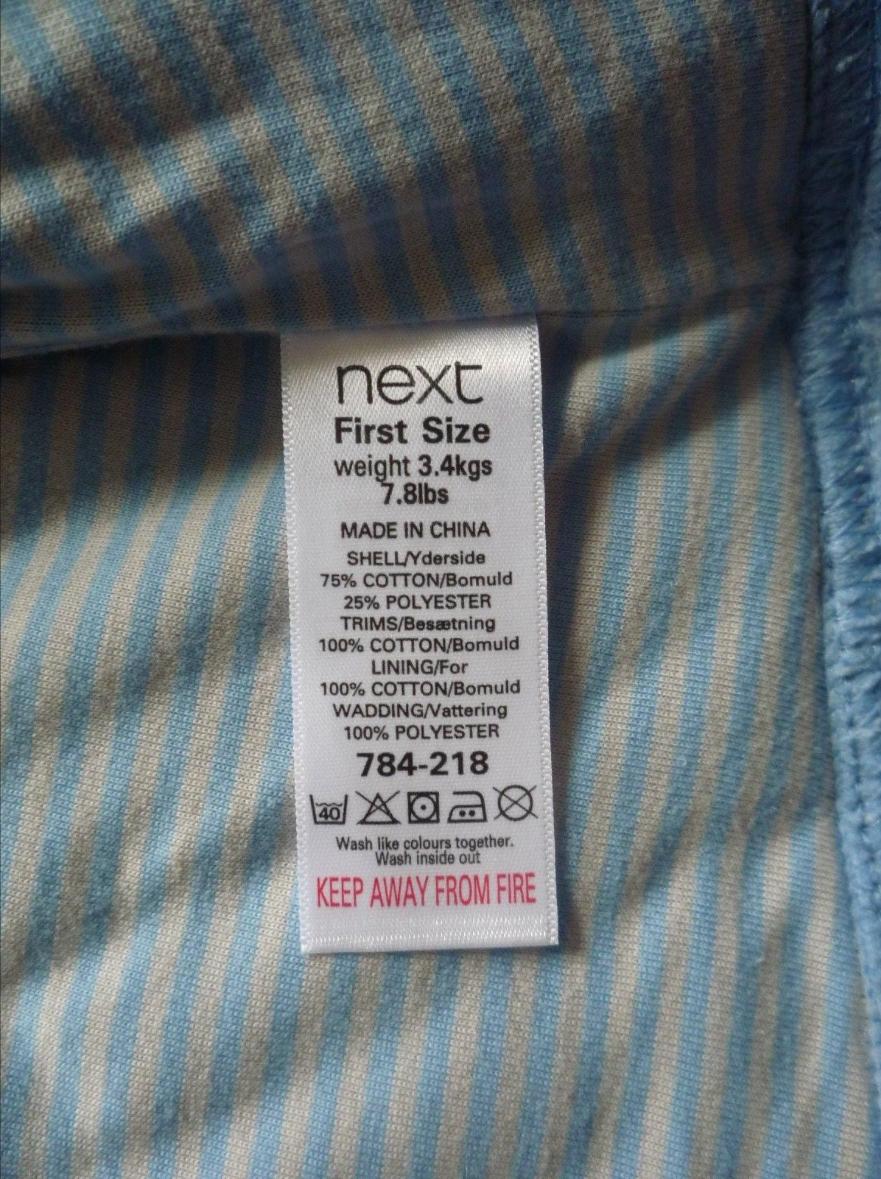 next
First Size
weight 3.4kgs
7.8lbs
MADE IN CHINA
SHELL/Yderside
75% COTTON/Bomuld
25% POLYESTER
TRIMS/Besætning
100% COTTON/Bomuld
LINING/For
100% COTTON/Bomuld
WADDING/Vattering
100% POLYESTER
784-218
40
Wash like colours together.
Wash inside out
KEEP AWAY FROM FIRE